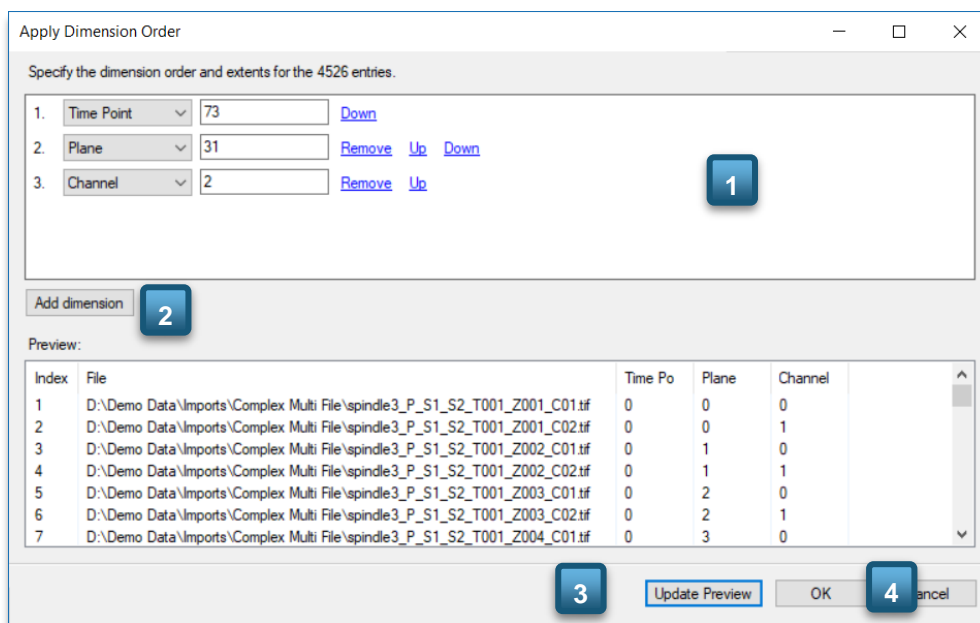 Apply Dimension Order
Specify the dimension order and extents for the 4526 entries.
1. Time Point 73 Down
2. Plane 31 Remove Up Down
3. Channel 2 Remove Up
1
Add dimension
2
Preview:
Index File Time Po Plane Channel
1 D:\Demo Data\Imports\Complex Multi File\spindle3_P_S1_S2_T001_Z001_C01.tif 0 0 0
2 D:\Demo Data\Imports\Complex Multi File\spindle3_P_S1_S2_T001_Z001_C02.tif 0 0 1
3 D:\Demo Data\Imports\Complex Multi File\spindle3_P_S1_S2_T001_Z002_C01.tif 0 1 0
4 D:\Demo Data\Imports\Complex Multi File\spindle3_P_S1_S2_T001_Z002_C02.tif 0 1 1
5 D:\Demo Data\Imports\Complex Multi File\spindle3_P_S1_S2_T001_Z003_C01.tif 0 2 0
6 D:\Demo Data\Imports\Complex Multi File\spindle3_P_S1_S2_T001_Z003_C02.tif 0 2 1
7 D:\Demo Data\Imports\Complex Multi File\spindle3_P_S1_S2_T001_Z004_C01.tif 0 3 0
3 Update Preview OK 4 ancel